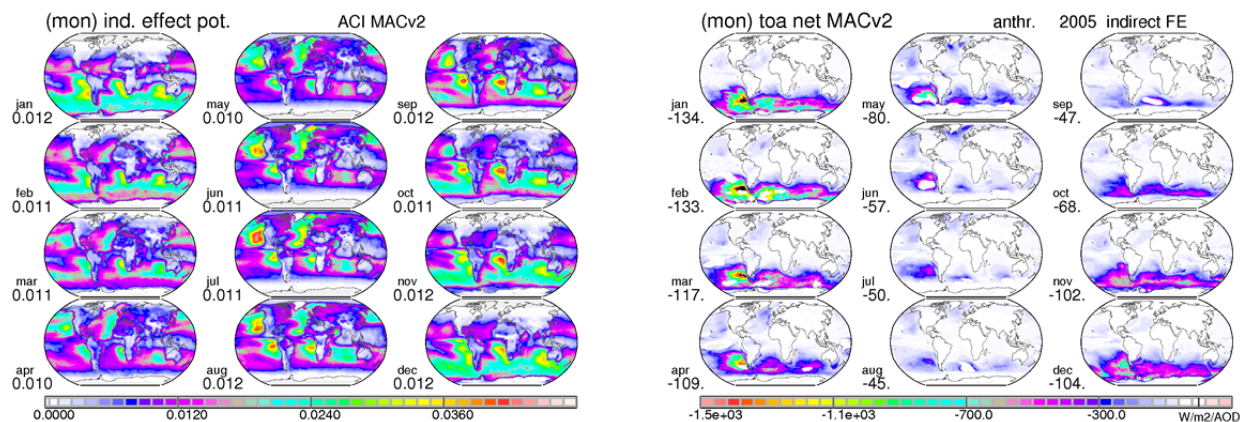 (mon) ind. effect pot. ACI MACv2
jan
0.012
may
0.010
sep
0.012
feb
0.011
jun
0.011
oct
0.011
mar
0.011
jul
0.011
nov
0.012
apr
0.010
aug
0.012
dec
0.012
0.0000 0.0120 0.0240 0.0360
(mon) toa net MACv2 anthr. 2005 indirect FE
jan
-134.
may
-80.
sep
-47.
feb
-133.
jun
-57.
oct
-68.
mar
-117.
jul
-50.
nov
-102.
apr
-109.
aug
-45.
dec
-104.
-1.5e+03 -1.1e+03 -700.0 -300.0 W/m2/AOD